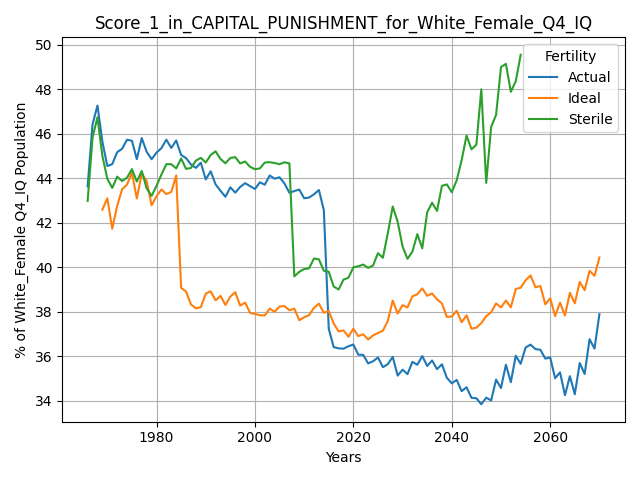 Score_1_in_CAPITAL_PUNISHMENT_for_White_Female_Q4_IQ
% of White_Female Q4_IQ Population
50
48
46
44
42
40
38
36
34
Fertility
Actual
Ideal
Sterile
1980
2000
2020
2040
2060
Years